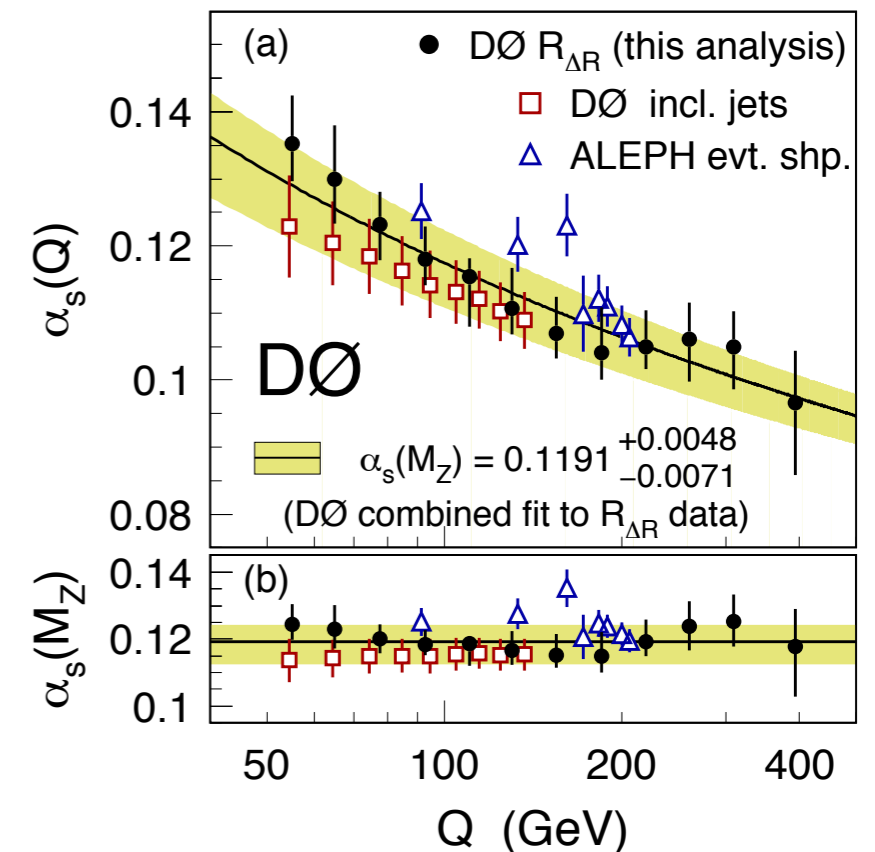 (a)
DØ R_ΔR (this analysis)
DØ incl. jets
ALEPH evt. shp.
0.14
0.12
0.1
0.08
α_s(Q)
DØ
α_s(M_Z) = 0.1191 +0.0048 −0.0071
(DØ combined fit to R_ΔR data)
(b)
0.14
0.12
0.1
α_s(M_Z)
50 100 200 400
Q (GeV)